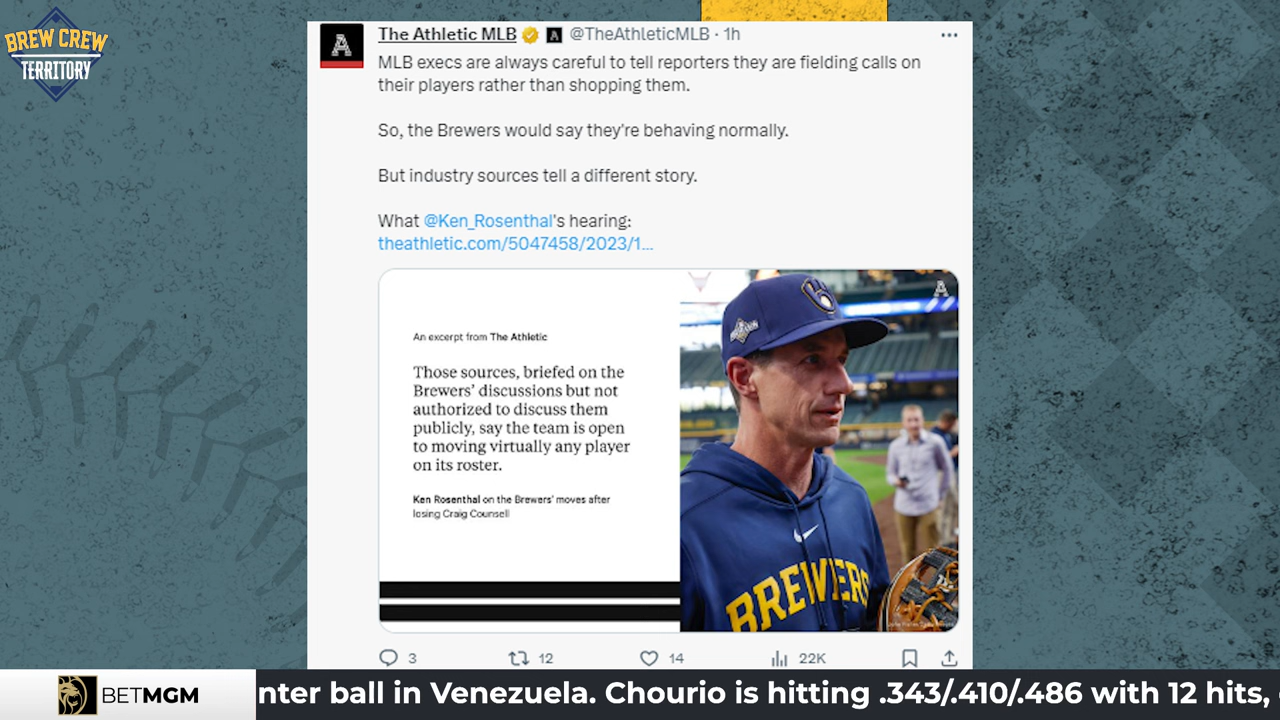 BREW CREW
TERRITORY
The Athletic MLB @TheAthleticMLB · 1h
MLB execs are always careful to tell reporters they are fielding calls on
their players rather than shopping them.
So, the Brewers would say they're behaving normally.
But industry sources tell a different story.
What @Ken_Rosenthal's hearing:
theathletic.com/5047458/2023/1...
An excerpt from The Athletic
Those sources, briefed on the
Brewers' discussions but not
authorized to discuss them
publicly, say the team is open
to moving virtually any player
on its roster.
Ken Rosenthal on the Brewers' moves after
losing Craig Counsell
BREWERS
3 12 14 22K
BETMGM
nter ball in Venezuela. Chourio is hitting .343/.410/.486 with 12 hits,